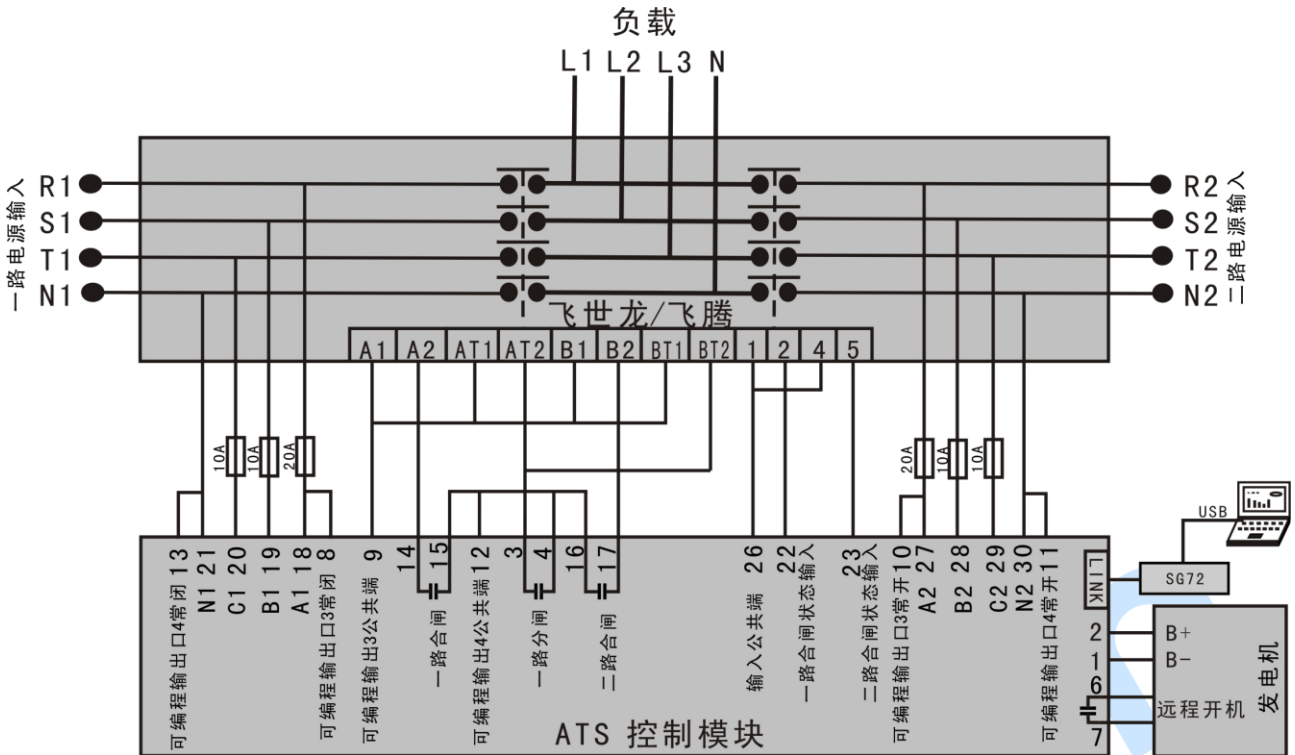 负载
L1 L2 L3 N
一路电源输入
R1
S1
T1
N1
R2
S2
T2
N2
二路电源输入
飞世龙/飞腾
A1 A2 AT1 AT2 B1 B2 BT1 BT2 1 2 4 5
10A 10A 20A
20A 10A 10A
USB
SG72
LINK
可编程输出口4常闭 13
N1 21
C1 20
B1 19
A1 18
可编程输出口3常闭 8
可编程输出3公共端 9
14
15
一路合闸
可编程输出4公共端 12
3
4
一路分闸
16
17
二路合闸
输入公共端 26
22
一路合闸状态输入
23
二路合闸状态输入
可编程输出口3常开 10
A2 27
B2 28
C2 29
N2 30
可编程输出口4常开 11
2 B+
1 B-
6
远程开机
7
发电机
ATS 控制模块